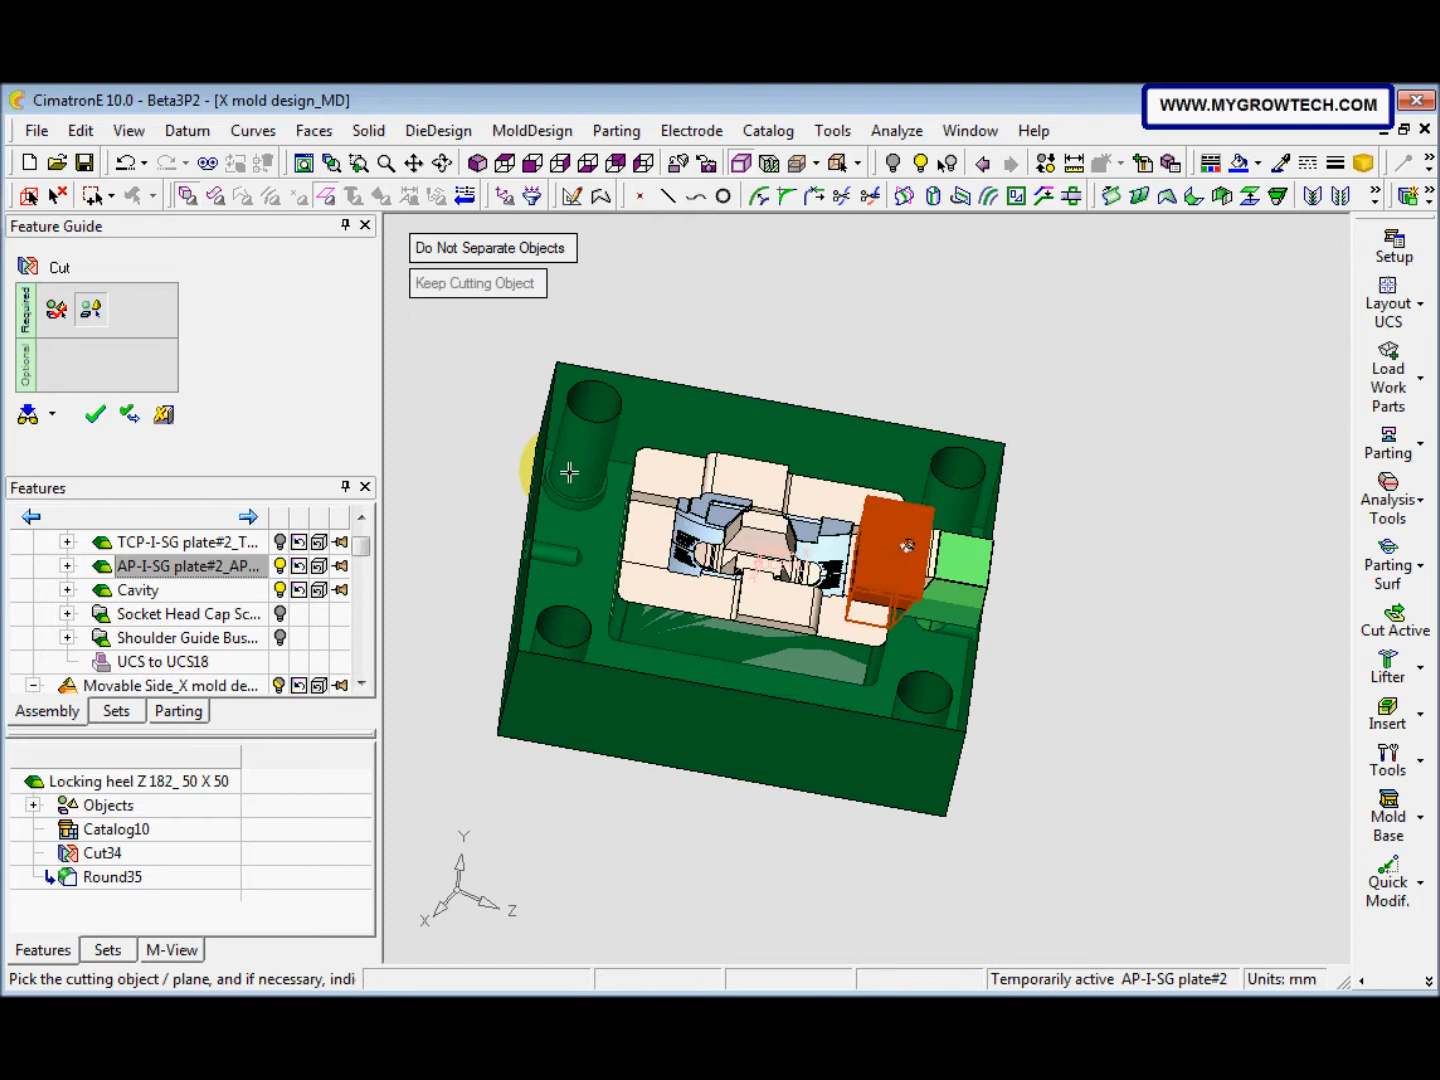 CimatronE 10.0 - Beta3P2 - [X mold design_MD]
WWW.MYGROWTECH.COM
File Edit View Datum Curves Faces Solid DieDesign MoldDesign Parting Electrode Catalog Tools Analyze Window Help
Feature Guide
Cut
Required
Optional
Do Not Separate Objects
Keep Cutting Object
Features
TCP-I-SG plate#2_T...
AP-I-SG plate#2_AP...
Cavity
Socket Head Cap Sc...
Shoulder Guide Bus...
UCS to UCS18
Movable Side_X mold de...
Assembly Sets Parting
Locking heel Z 182_ 50 X 50
Objects
Catalog10
Cut34
Round35
Features Sets M-View
Y
X
Z
Setup
Layout
UCS
Load
Work
Parts
Parting
Analysis
Tools
Parting
Surf
Cut Active
Lifter
Insert
Tools
Mold
Base
Quick
Modif.
Pick the cutting object / plane, and if necessary, indi
Temporarily active AP-I-SG plate#2
Units: mm